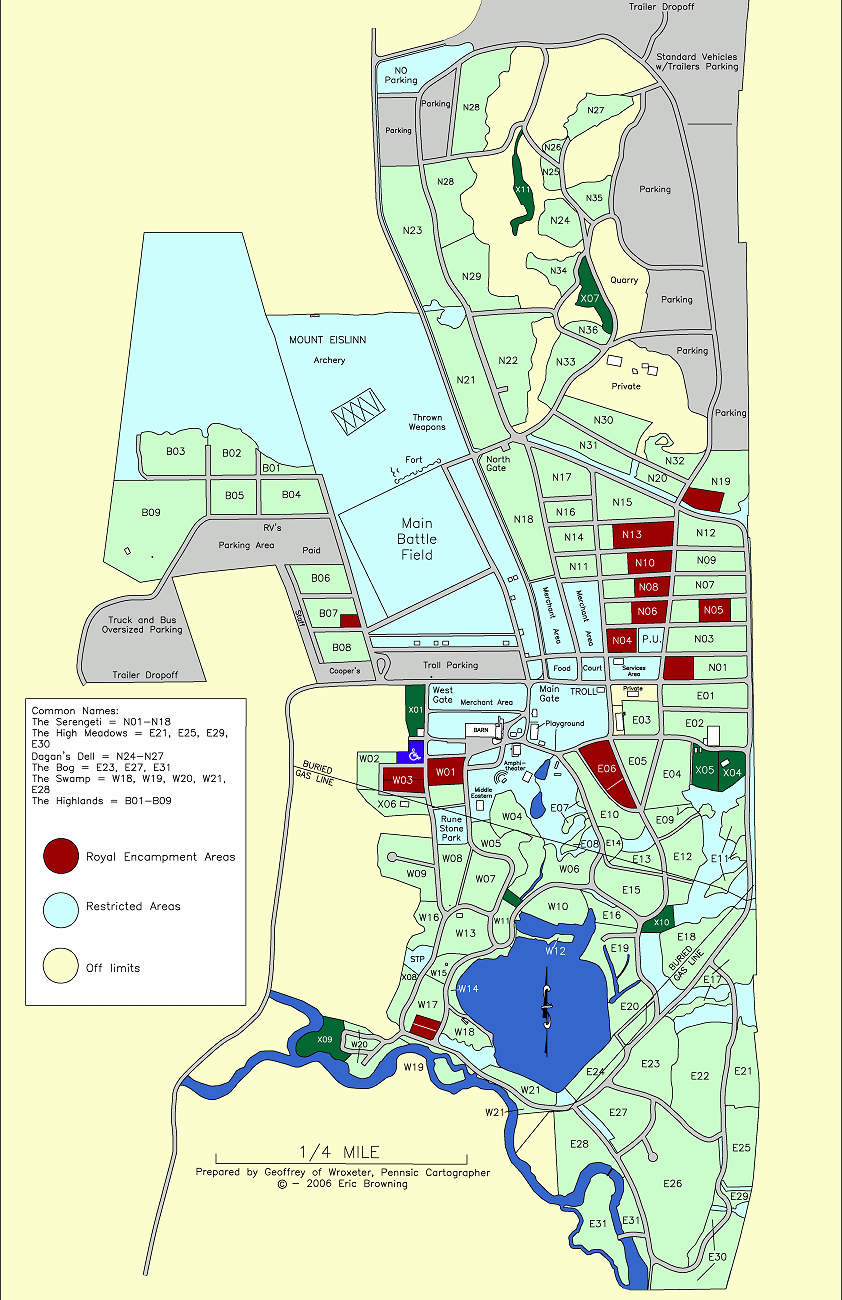 Trailer Dropoff
Standard Vehicles
w/Trailers Parking
NO
Parking
Parking
Parking
N28
N27
N26
N25
N28
X11
N35
Parking
N23
N24
N29
N34
Quarry
X07
Parking
N36
MOUNT EISLINN
Archery
N22
N33
Parking
N21
Private
Thrown
Weapons
Parking
N30
N31
Fort
North
Gate
N32
B03
B02
B01
N17
N20
N19
B05
B04
B09
N16
N15
N18
RV's
Parking Area
Paid
Main
Battle
Field
N14
N13
N12
N11
N10
N09
B06
N08
N07
Merchant
Area
Merchant
Area
B07
Staff
N06
N05
Truck and Bus
Oversized Parking
B08
N04
P.U.
N03
Trailer Dropoff
Cooper's
Troll Parking
Food
Court
Services
Area
N01
X01
West
Gate
Merchant Area
Main
Gate
TROLL
Private
E01
BARN
Playground
E03
E02
W02
Amphi-
theater
W03
W01
E06
E05
E04
X05
X04
BURIED
GAS LINE
X06
Middle
Eastern
E07
W04
E10
E09
Rune
Stone
Park
W05
E08
E14
E13
E12
E11
W08
W06
W09
W07
E15
W10
W16
W11
E16
X10
W13
E18
W12
E19
STP
X08
W15
W14
BURIED
GAS LINE
E17
W17
E20
W18
X09
W20
W19
E24
E23
E22
E21
W21
W21
E27
E28
E25
E26
E29
E31
E31
E30
Common Names:
The Serengeti = N01-N18
The High Meadows = E21, E25, E29,
E30
Dagan's Dell = N24-N27
The Bog = E23, E27, E31
The Swamp = W18, W19, W20, W21,
E28
The Highlands = B01-B09
Royal Encampment Areas
Restricted Areas
Off limits
1/4 MILE
Prepared by Geoffrey of Wroxeter, Pennsic Cartographer
© - 2006 Eric Browning